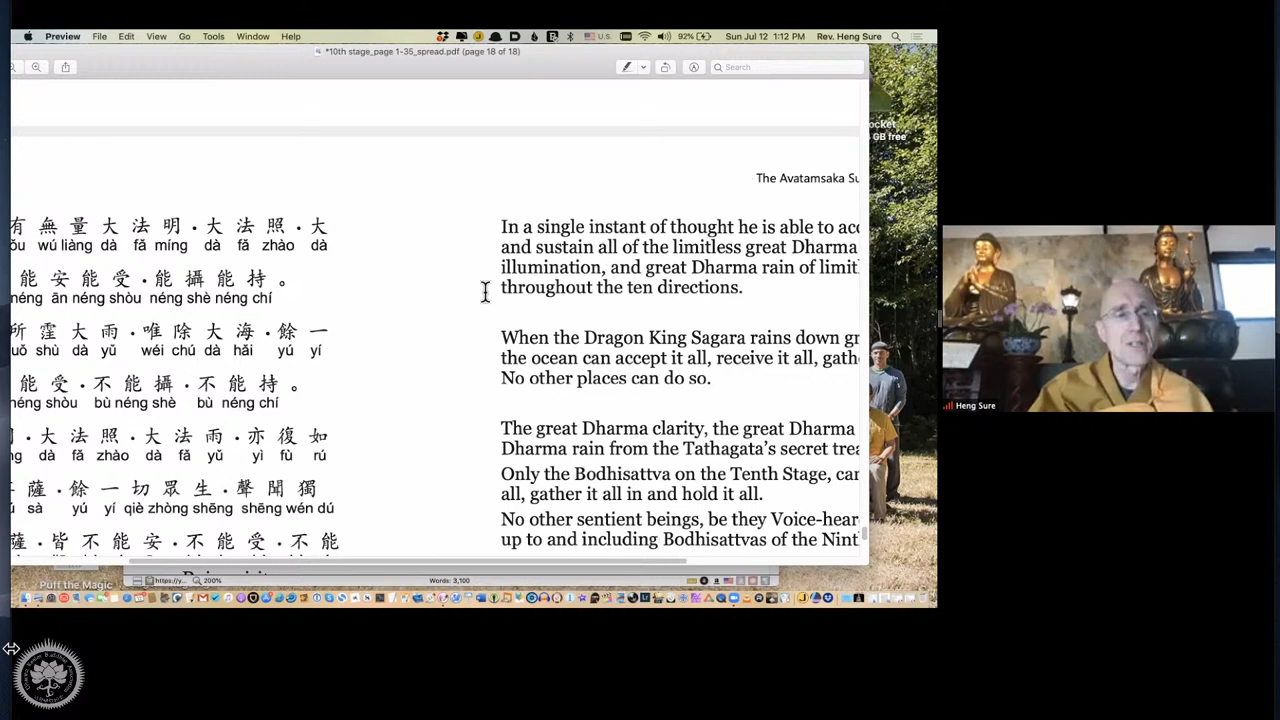 Preview File Edit View Go Tools Window Help U.S. 92% Sun Jul 12 1:12 PM Rev. Heng Sure
*10th stage_page 1-35_spread.pdf (page 18 of 18)
Search
GB free
The Avatamsaka Su
有 無 量 大 法 明 · 大 法 照 · 大
wú liàng dà fǎ míng dà fǎ zhào dà
能 安 能 受 · 能 攝 能 持 。
néng ān néng shòu néng shè néng chí
所 霔 大 雨 · 唯 除 大 海 · 餘 一
shù dà yǔ wéi chú dà hǎi yú yí
能 受 · 不 能 攝 · 不 能 持 。
néng shòu bù néng shè bù néng chí
· 大 法 照 · 大 法 雨 · 亦 復 如
dà fǎ zhào dà fǎ yǔ yì fù rú
薩 · 餘 一 切 眾 生 · 聲 聞 獨
sà yú yí qiè zhòng shēng shēng wén dú
薩 · 皆 不 能 安 · 不 能 受 · 不 能
In a single instant of thought he is able to acc
and sustain all of the limitless great Dharma
illumination, and great Dharma rain of limit
throughout the ten directions.
When the Dragon King Sagara rains down gr
the ocean can accept it all, receive it all, gath
No other places can do so.
The great Dharma clarity, the great Dharma
Dharma rain from the Tathagata's secret trea
Only the Bodhisattva on the Tenth Stage, can
all, gather it all in and hold it all.
No other sentient beings, be they Voice-hear
up to and including Bodhisattvas of the Nint
Heng Sure
Puff the Magic
https://y... 200% Words: 3,100